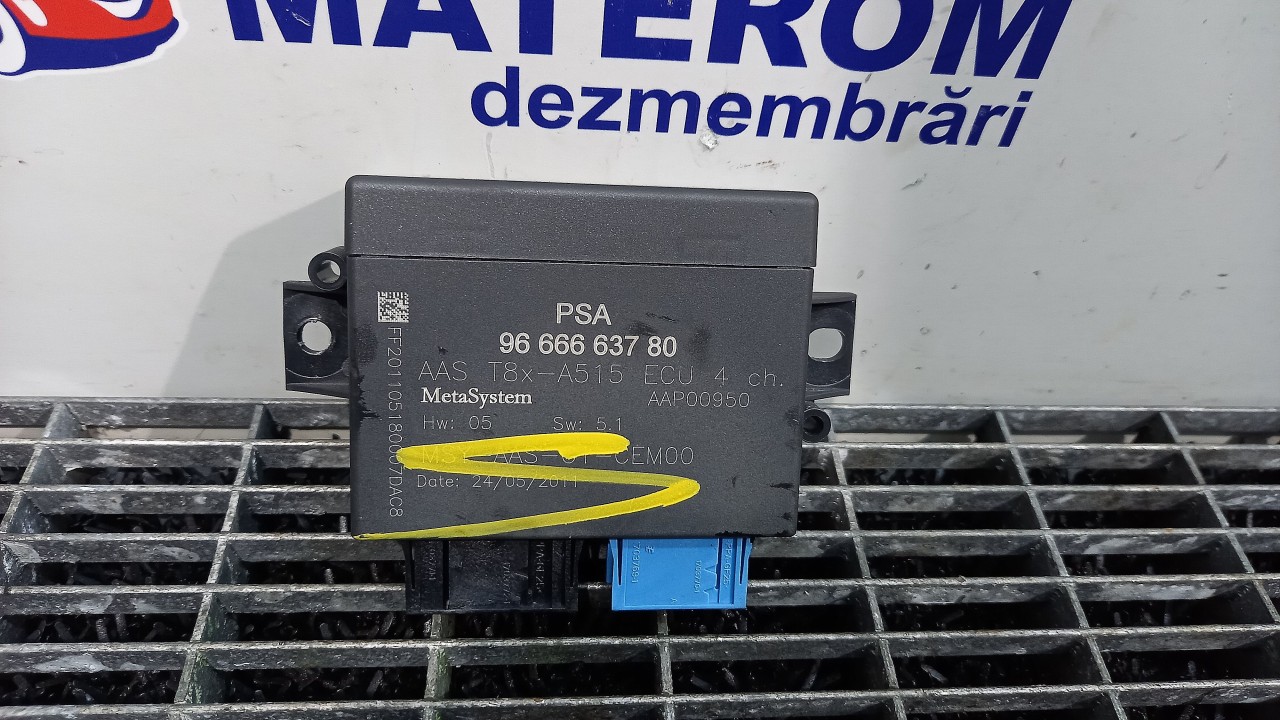 MATEROM
dezmembrări
PSA
96 666 637 80
AAS T8x-A515 ECU 4 ch.
MetaSystem
AAP00950
Hw: 05 Sw: 5.1
CEM00
Date: 24/05/2011